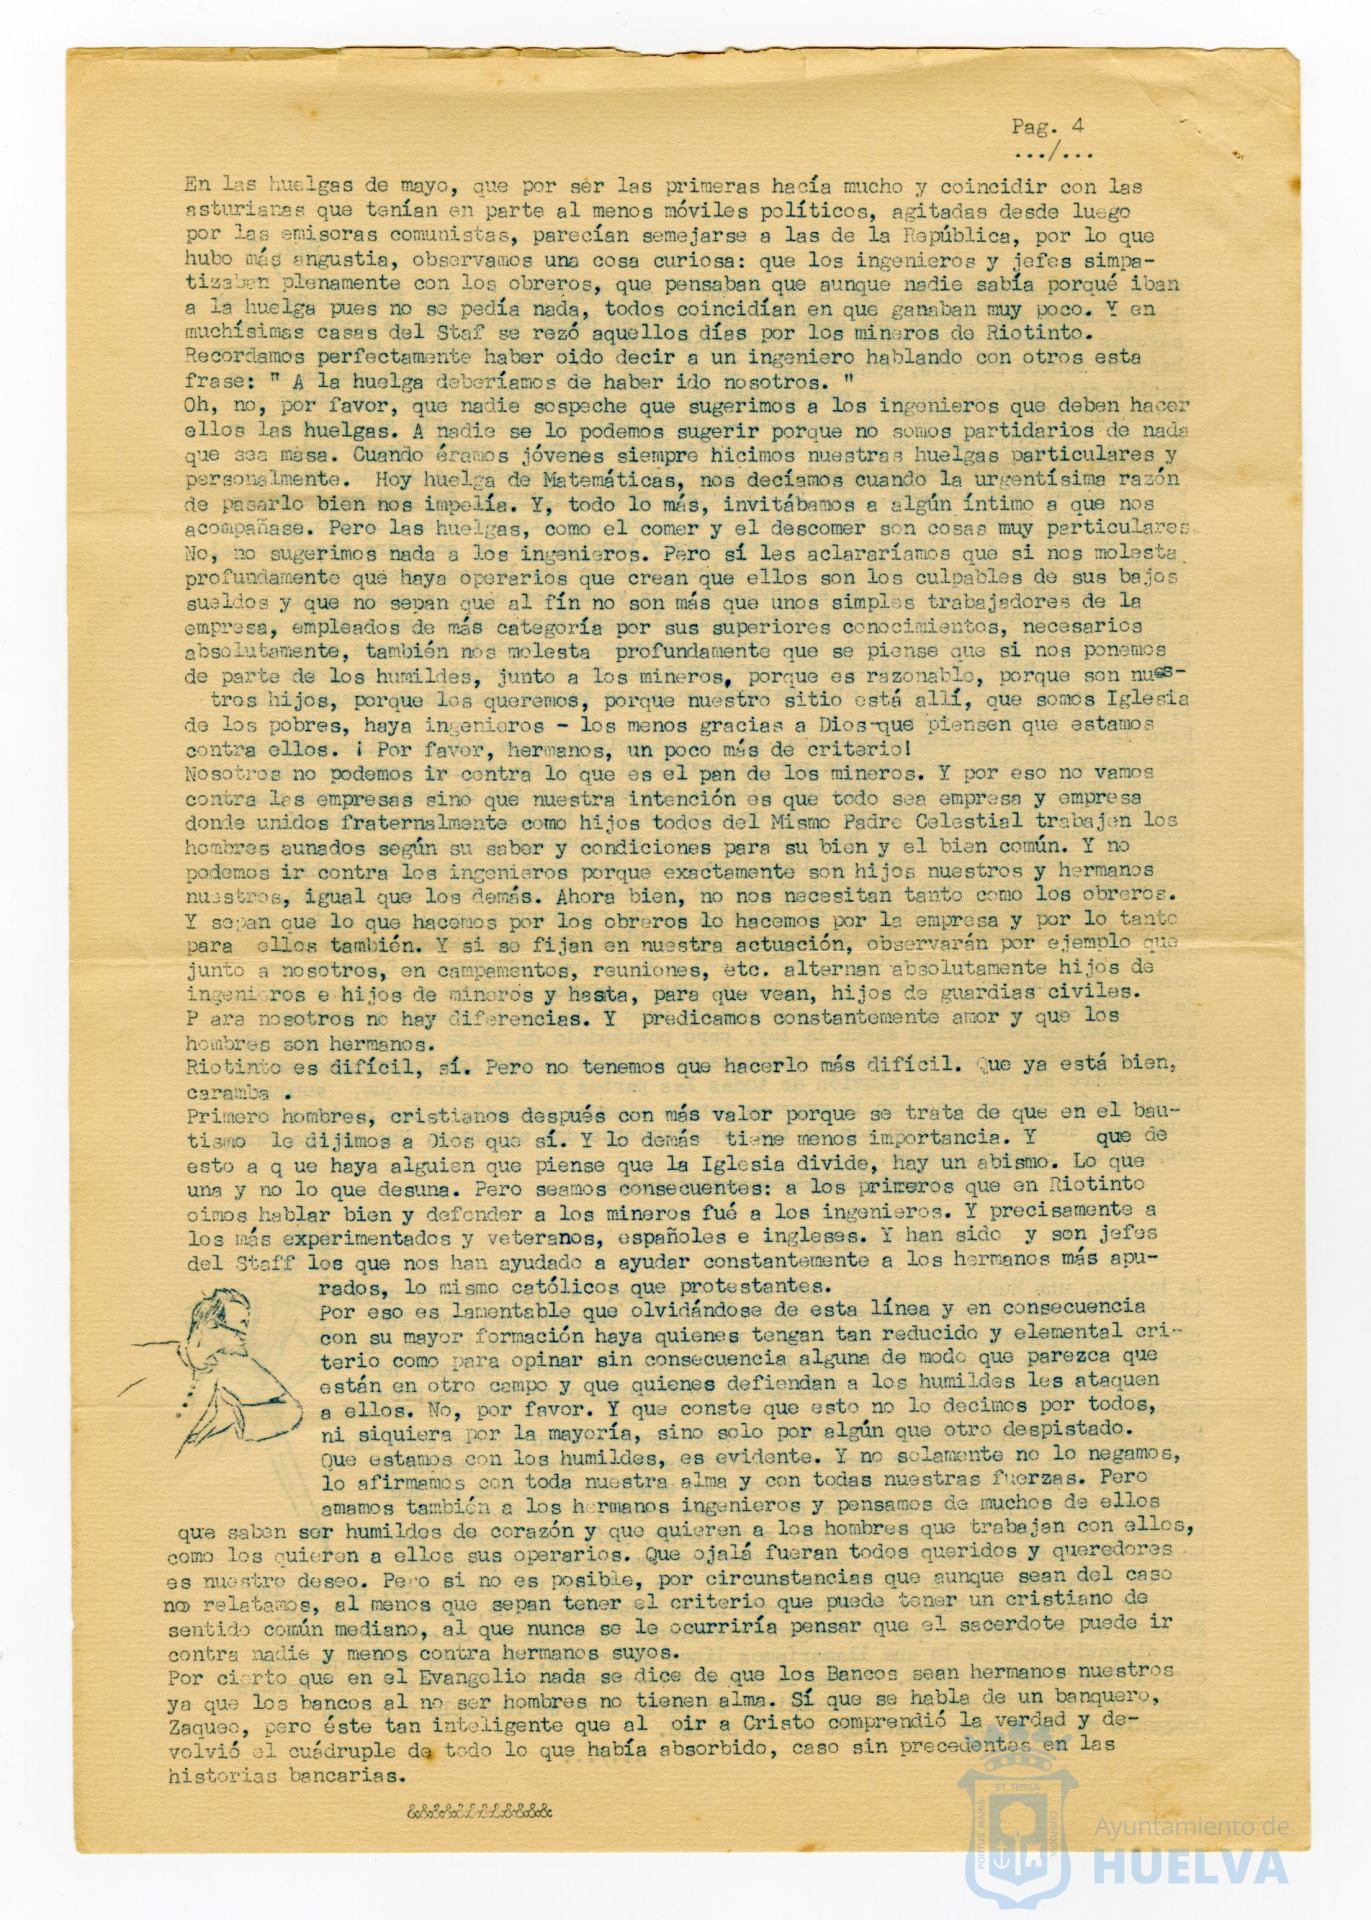 Pag. 4
.../...
En las huelgas de mayo, que por ser las primeras hacía mucho y coincidir con las
asturianas que tenían en parte al menos móviles políticos, agitadas desde luego
por las emisoras comunistas, parecían semejarse a las de la República, por lo que
hubo más angustia, observamos una cosa curiosa: que los ingenieros y jefes simpa-
tizaben plenamente con los obreros, que pensaban que aunque nadie sabía porqué iban
a la huelga pues no se pedía nada, todos coincidían en que ganaban muy poco. Y en
muchísimas casas del Staf se rezó aquellos días por los mineros de Riotinto.
Recordamos perfectamente haber oido decir a un ingeniero hablando con otros esta
frase: " A la huelga deberíamos de haber ido nosotros. "
Oh, no, por favor, que nadie sospeche que sugerimos a los ingenieros que deben hacer
ellos las huelgas. A nadie se lo podemos sugerir porque no somos partidarios de nada
que sea masa. Cuando éramos jóvenes siempre hicimos nuestras huelgas particulares y
personalmente. Hoy huelga de Matemáticas, nos decíamos cuando la urgentísima razón
de pasarlo bien nos impelía. Y, todo lo más, invitábamos a algún íntimo a que nos
acompañase. Pero las huelgas, como el comer y el descomer son cosas muy particulares
No, no sugerimos nada a los ingenieros. Pero sí les aclararíamos que si nos molesta
profundamente que haya operarios que crean que ellos son los culpables de sus bajos
sueldos y que no sepan que al fín no son más que unos simples trabajadores de la
empresa, empleados de más categoría por sus superiores conocimientos, necesarios
absolutamente, también nos molesta profundamente que se piense que si nos ponemos
de parte de los humildes, junto a los mineros, porque es razonable, porque son nues-
tros hijos, porque los queremos, porque nuestro sitio está allí, que somos Iglesia
de los pobres, haya ingenieros - los menos gracias a Dios-que piensen que estamos
contra ellos. ¡ Por favor, hermanos, un poco más de criterio!
Nosotros no podemos ir contra lo que es el pan de los mineros. Y por eso no vamos
contra las empresas sino que nuestra intención es que todo sea empresa y empresa
donde unidos fraternalmente como hijos todos del Mismo Padre Celestial trabajen los
hombres aunados según su saber y condiciones para su bien y el bien común. Y no
podemos ir contra los ingenieros porque exactamente son hijos nuestros y hermanos
nuestros, igual que los demás. Ahora bien, no nos necesitan tanto como los obreros.
Y sepan que lo que hacemos por los obreros lo hacemos por la empresa y por lo tanto
para ellos también. Y si se fijan en nuestra actuación, observarán por ejemplo que
junto a nosotros, en campamentos, reuniones, etc. alternan absolutamente hijos de
ingenieros e hijos de mineros y hasta, para que vean, hijos de guardias civiles.
P ara nosotros no hay diferencias. Y predicamos constantemente amor y que los
hombres son hermanos.
Riotinto es difícil, sí. Pero no tenemos que hacerlo más difícil. Que ya está bien,
caramba .
Primero hombres, cristianos después con más valor porque se trata de que en el bau-
tismo le dijimos a Dios que sí. Y lo demás tiene menos importancia. Y que de
esto a q ue haya alguien que piense que la Iglesia divide, hay un abismo. Lo que
una y no lo que desuna. Pero seamos consecuentes: a los primeros que en Riotinto
oimos hablar bien y defender a los mineros fué a los ingenieros. Y precisamente a
los más experimentados y veteranos, españoles e ingleses. Y han sido y son jefes
del Staff los que nos han ayudado a ayudar constantemente a los hermanos más apu-
rados, lo mismo católicos que protestantes.
Por eso es lamentable que olvidándose de esta línea y en consecuencia
con su mayor formación haya quienes tengan tan reducido y elemental cri-
terio como para opinar sin consecuencia alguna de modo que parezca que
están en otro campo y que quienes defiendan a los humildes les ataquen
a ellos. No, por favor. Y que conste que esto no lo decimos por todos,
ni siquiera por la mayoría, sino solo por algún que otro despistado.
Que estamos con los humildes, es evidente. Y no solamente no lo negamos,
lo afirmamos con toda nuestra alma y con todas nuestras fuerzas. Pero
amamos también a los hermanos ingenieros y pensamos de muchos de ellos
que saben ser humildes de corazón y que quieren a los hombres que trabajan con ellos,
como los quieren a ellos sus operarios. Que ojalá fueran todos queridos y queredores
es nuestro deseo. Pero si no es posible, por circunstancias que aunque sean del caso
no relatamos, al menos que sepan tener el criterio que puede tener un cristiano de
sentido común mediano, al que nunca se le ocurriría pensar que el sacerdote puede ir
contra nadie y menos contra hermanos suyos.
Por cierto que en el Evangelio nada se dice de que los Bancos sean hermanos nuestros
ya que los bancos al no ser hombres no tienen alma. Sí que se habla de un banquero,
Zaqueo, pero éste tan inteligente que al oir a Cristo comprendió la verdad y de-
volvió el cuádruple de todo lo que había absorbido, caso sin precedentes en las
historias bancarias.
&&&&&&&&&&&&
PORTUS MARIS ET TERRAE CUSTODIA
Ayuntamiento de
HUELVA